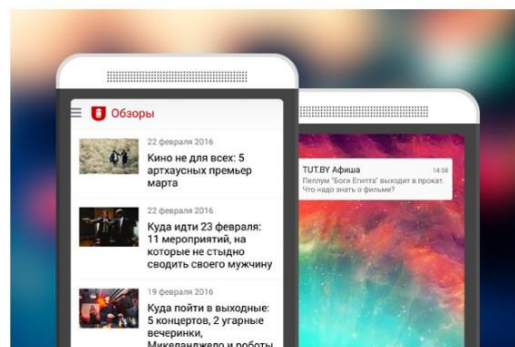 Обзоры
22 февраля 2016
Кино не для всех: 5
артхаусных премьер
марта
22 февраля 2016
Куда идти 23 февраля:
11 мероприятий, на
которые не стыдно
сводить своего мужчину
19 февраля 2016
Куда пойти в выходные:
5 концертов, 2 угарные
вечеринки,
Микеланджело и роботы
TUT.BY Афиша 14:58
Пеплум "Боги Египта" выходит в прокат.
Что надо знать о фильме?